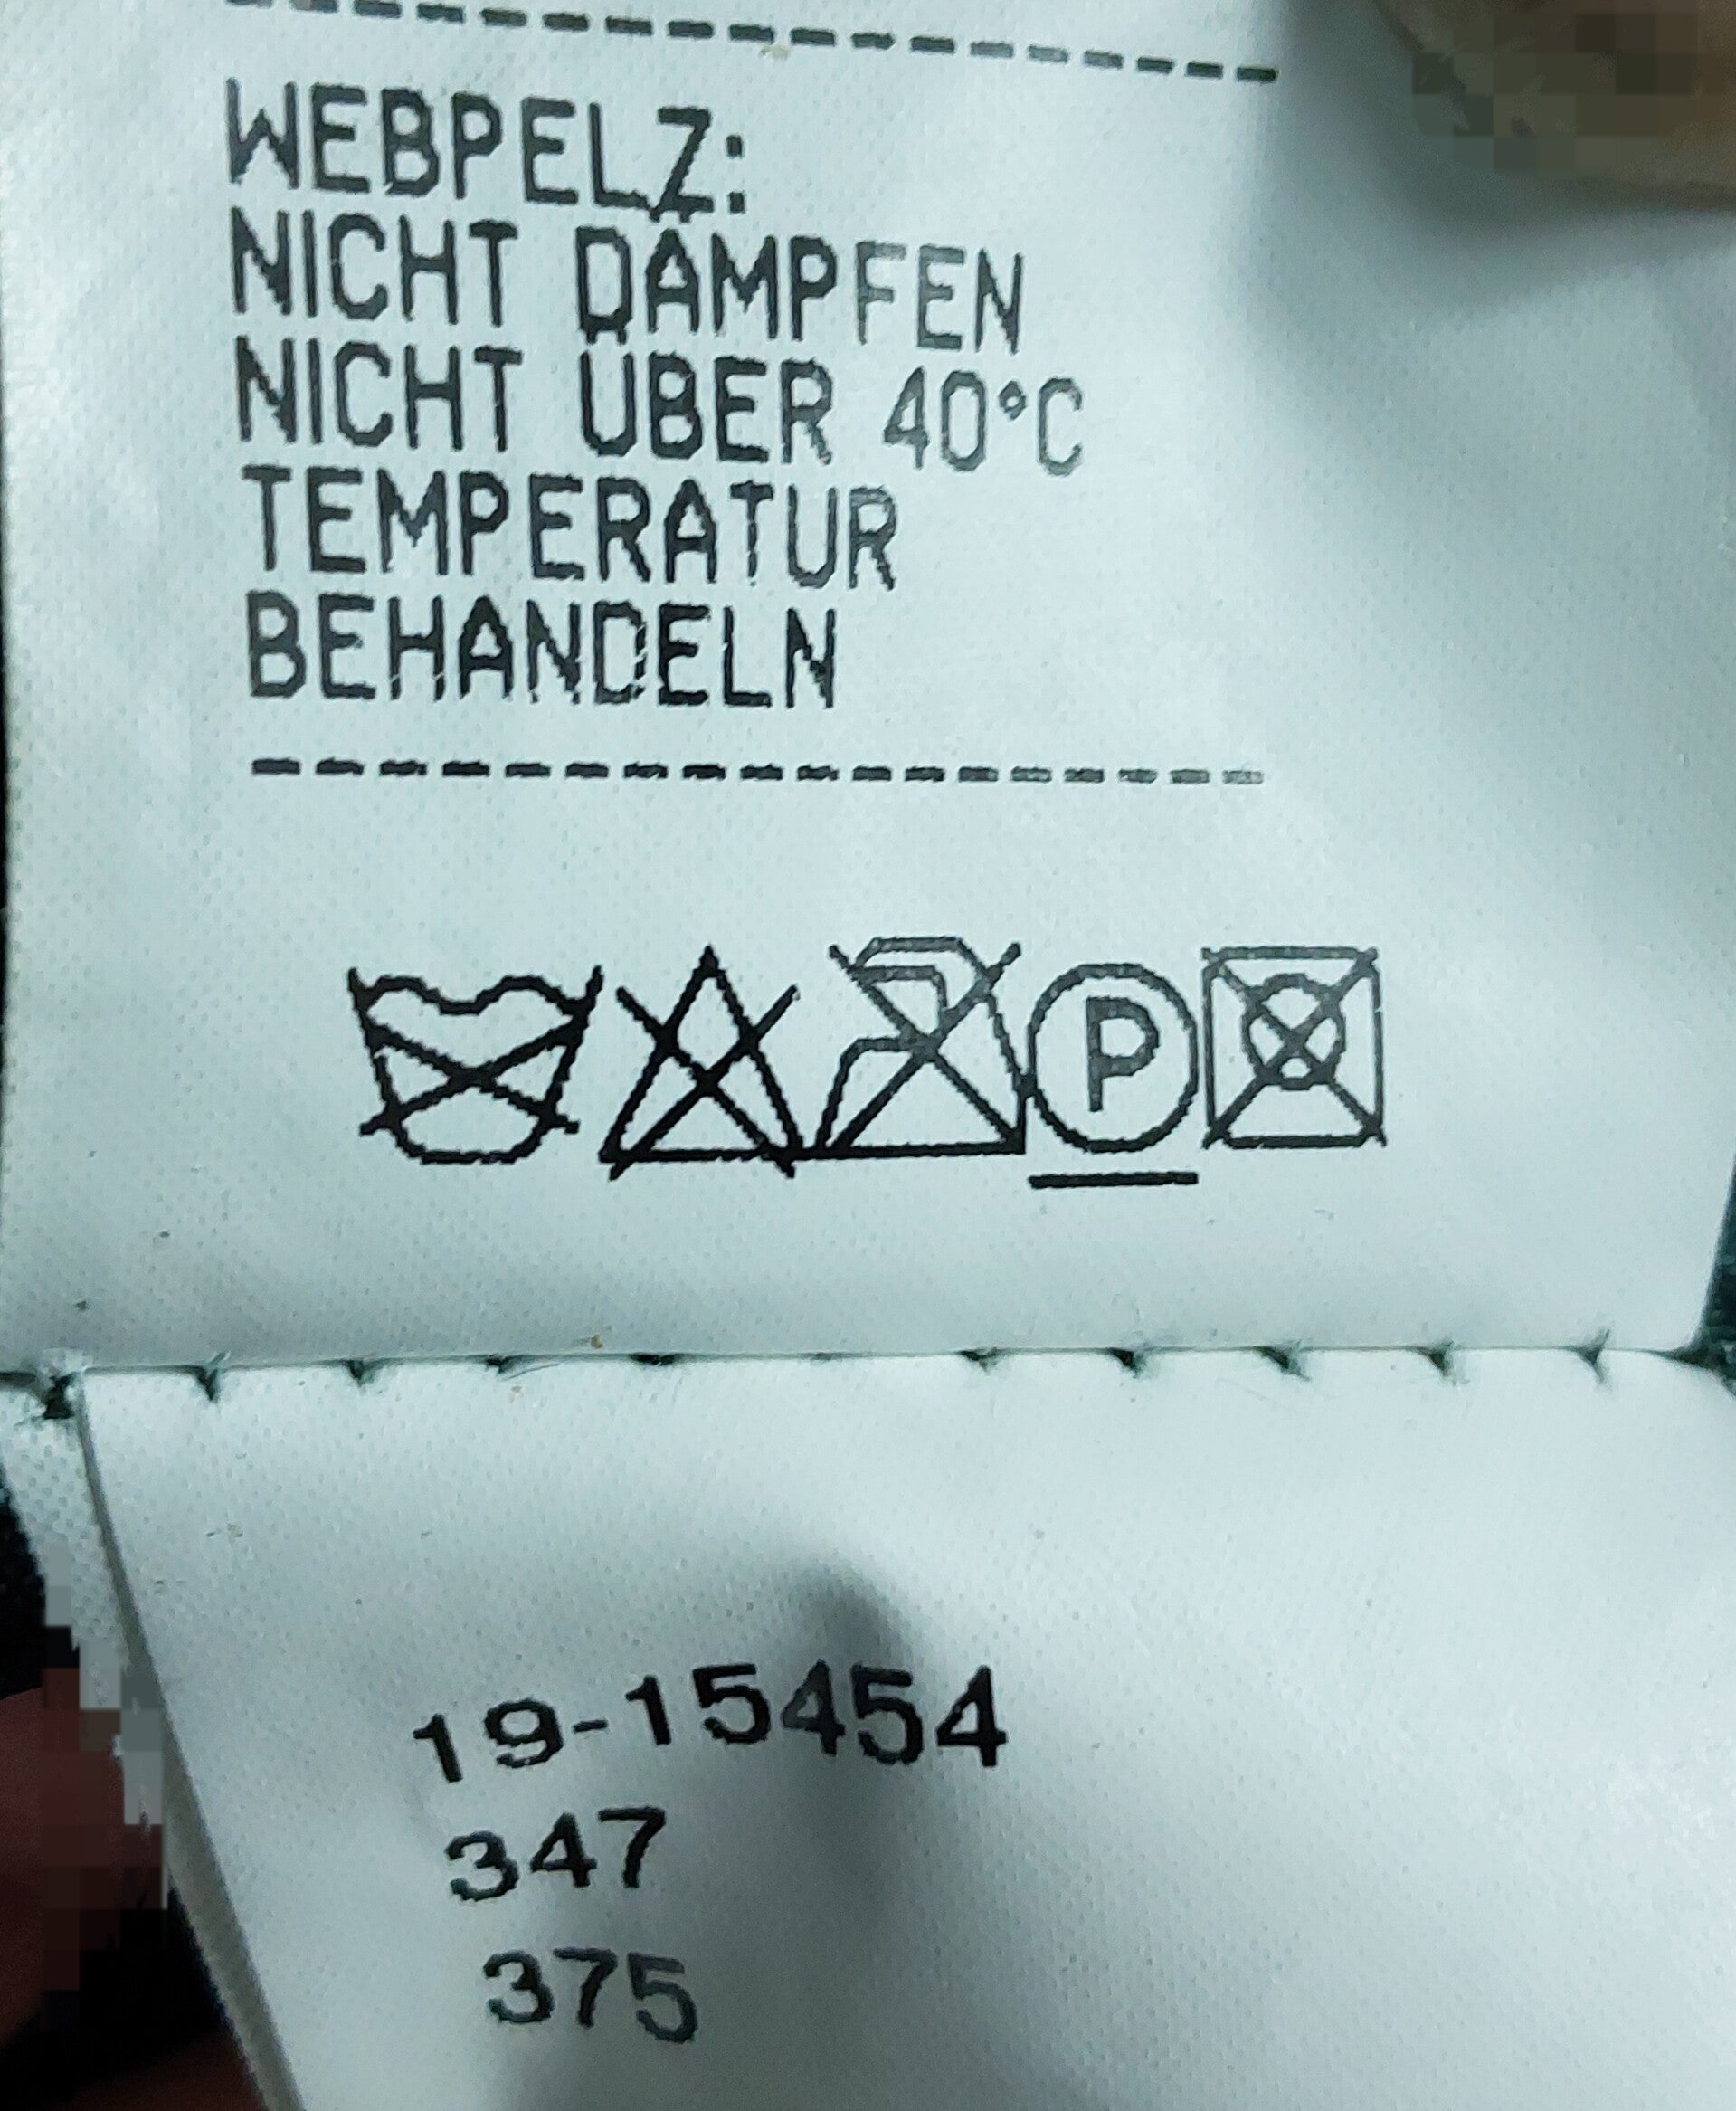 WEBPELZ:
NICHT DÄMPFEN
NICHT ÜBER 40°C
TEMPERATUR
BEHANDELN
P
19-15454
347
375